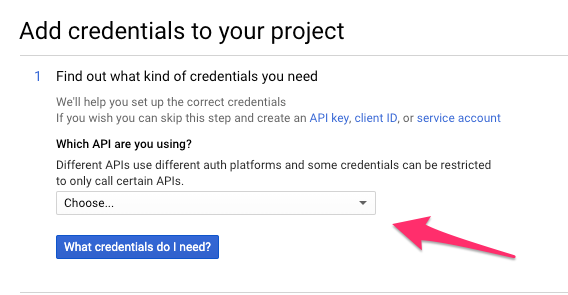 Add credentials to your project
1 Find out what kind of credentials you need
We'll help you set up the correct credentials
If you wish you can skip this step and create an API key, client ID, or service account
Which API are you using?
Different APIs use different auth platforms and some credentials can be restricted
to only call certain APIs.
Choose...
What credentials do I need?